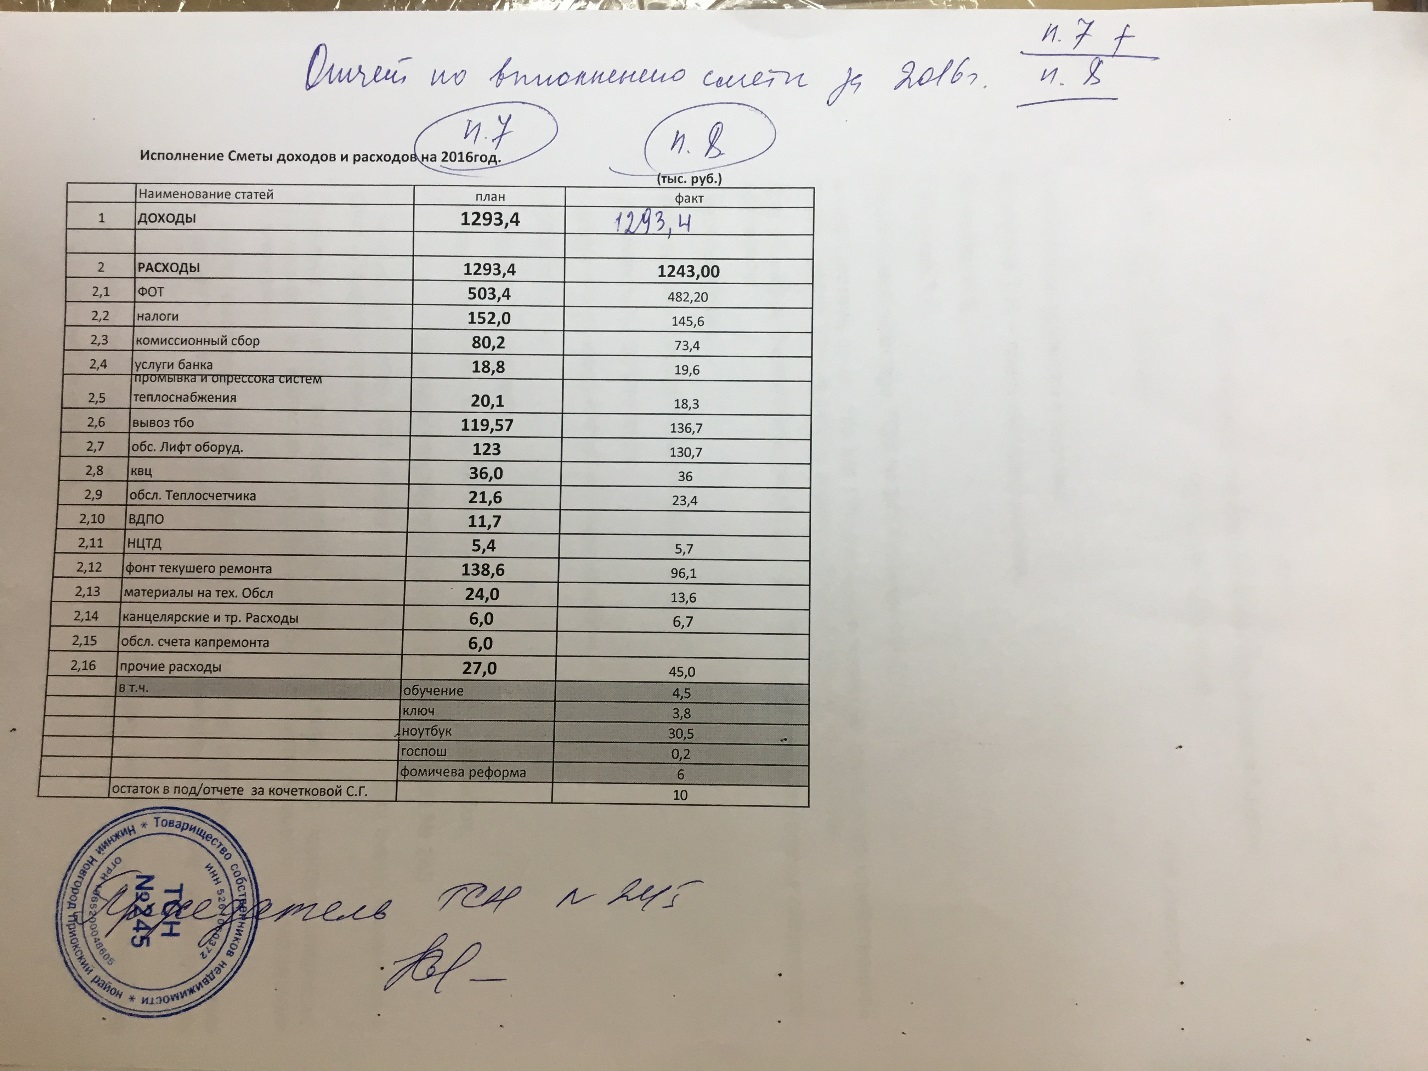 п. 7 г
Отчет по вполненено сметы за 2016г.
п. 8
п.7
п. 8
Исполнение Сметы доходов и расходов на 2016год.
(тыс. руб.)
Наименование статей план факт
1 ДОХОДЫ 1293,4 1293,4
2 РАСХОДЫ 1293,4 1243,00
2,1 ФОТ 503,4 482,20
2,2 налоги 152,0 145,6
2,3 комиссионный сбор 80,2 73,4
2,4 услуги банка 18,8 19,6
промывка и опрессока систем
2,5 теплоснабжения 20,1 18,3
2,6 вывоз тбо 119,57 136,7
2,7 обс. Лифт оборуд. 123 130,7
2,8 квц 36,0 36
2,9 обсл. Теплосчетчика 21,6 23,4
2,10 ВДПО 11,7
2,11 НЦТД 5,4 5,7
2,12 фонт текушего ремонта 138,6 96,1
2,13 материалы на тех. Обсл 24,0 13,6
2,14 канцелярские и тр. Расходы 6,0 6,7
2,15 обсл. счета капремонта 6,0
2,16 прочие расходы 27,0 45,0
в т.ч. обучение 4,5
ключ 3,8
ноутбук 30,5
госпош 0,2
фомичева реформа 6
остаток в под/отчете за кочетковой С.Г. 10
Товарищество собственников недвижимости * Нижний Новгород Приокский район *
ТСН
№245
Председатель ТСН N 245